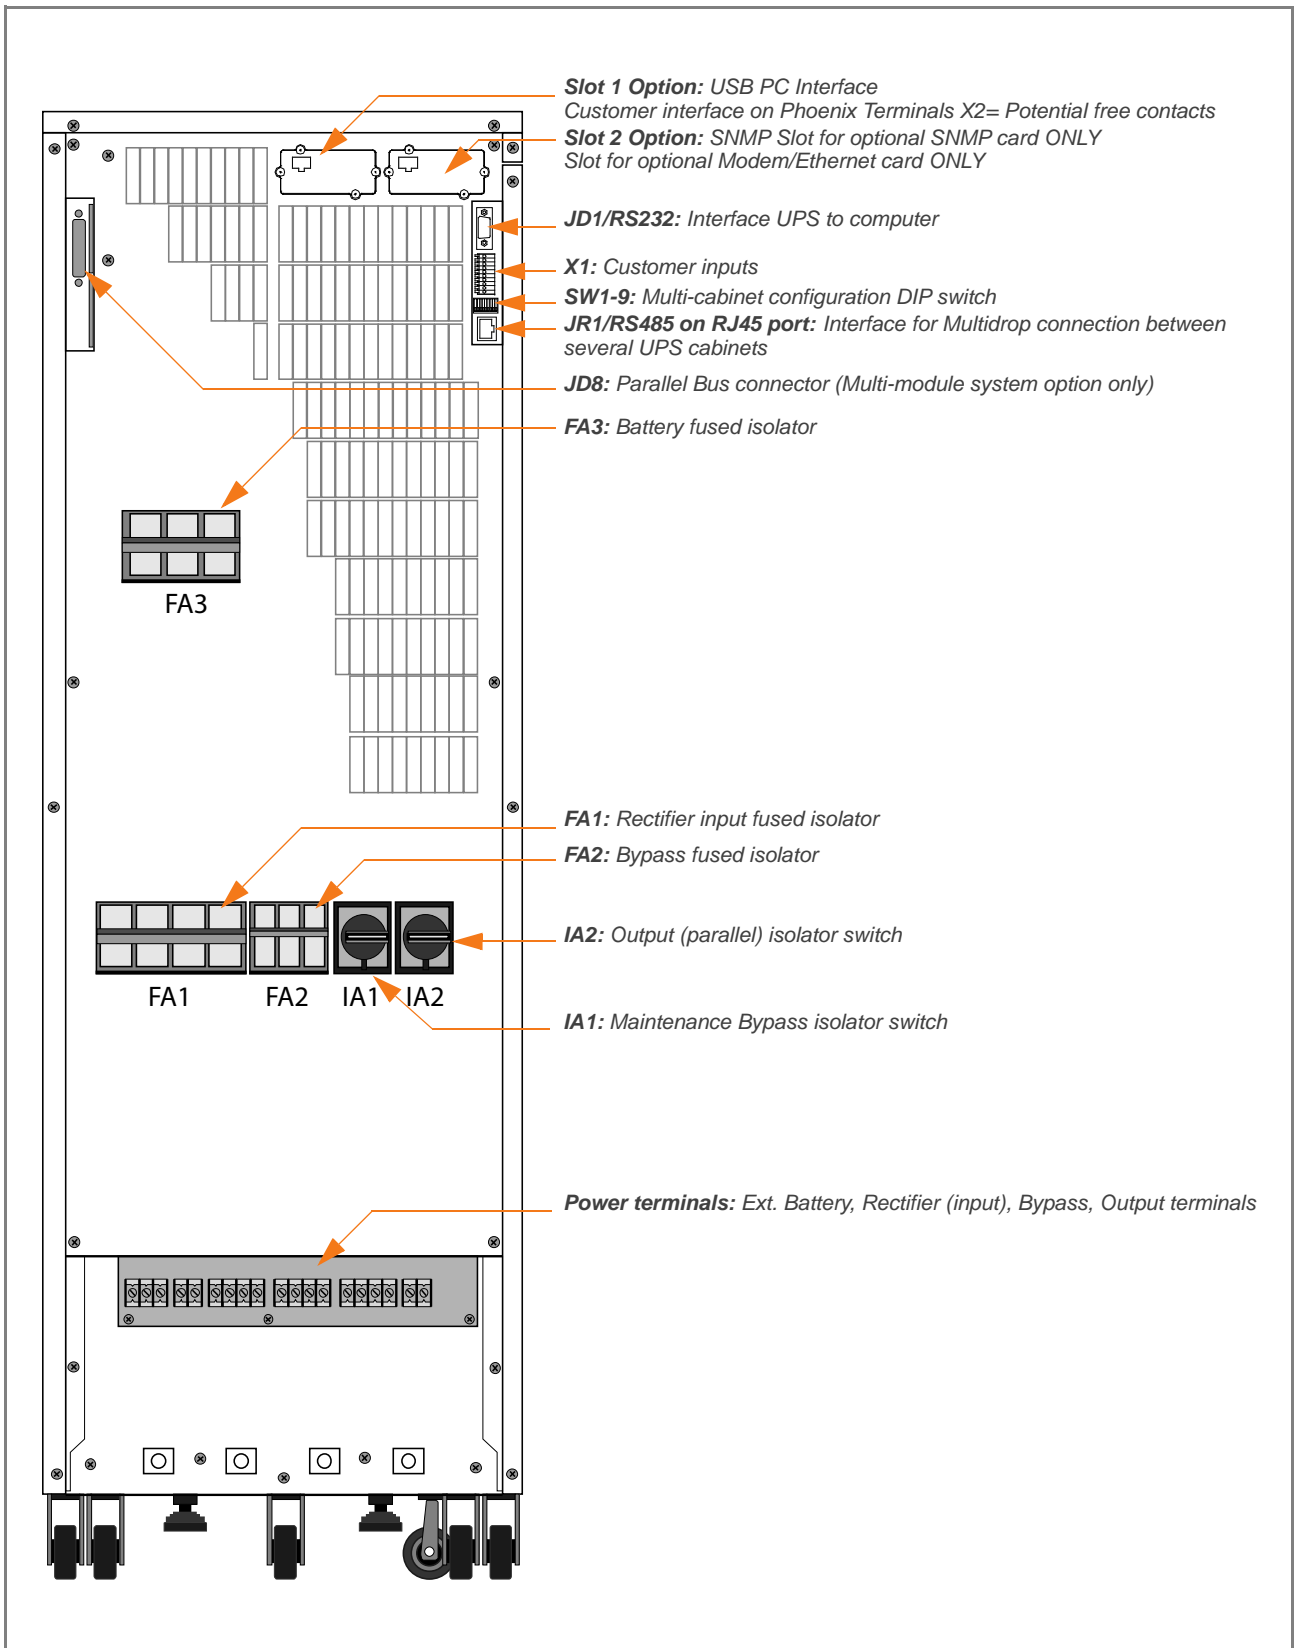 Slot 1 Option: USB PC Interface
Customer interface on Phoenix Terminals X2= Potential free contacts
Slot 2 Option: SNMP Slot for optional SNMP card ONLY
Slot for optional Modem/Ethernet card ONLY
JD1/RS232: Interface UPS to computer
X1: Customer inputs
SW1-9: Multi-cabinet configuration DIP switch
JR1/RS485 on RJ45 port: Interface for Multidrop connection between
several UPS cabinets
JD8: Parallel Bus connector (Multi-module system option only)
FA3: Battery fused isolator
FA3
FA1: Rectifier input fused isolator
FA2: Bypass fused isolator
IA2: Output (parallel) isolator switch
FA1 FA2 IA1 IA2
IA1: Maintenance Bypass isolator switch
Power terminals: Ext. Battery, Rectifier (input), Bypass, Output terminals